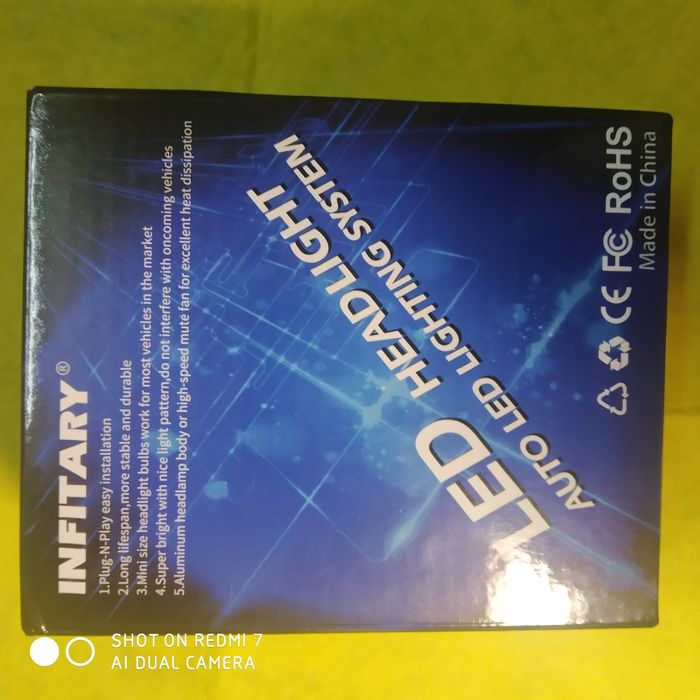 INFITARY®
1.Plug-N-Play easy installation
2.Long lifespan,more stable and durable
3.Mini size headlight bulbs work for most vehicles in the market
4.Super bright with nice light pattern,do not interfere with oncoming vehicles
5.Aluminum headlamp body or high-speed mute fan for excellent heat dissipation
LED HEADLIGHT
AUTO LED LIGHTING SYSTEM
CE FC RoHS
Made in China
SHOT ON REDMI 7
AI DUAL CAMERA